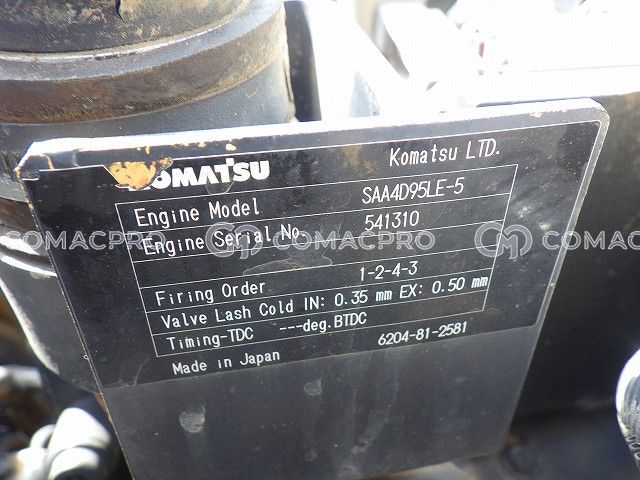 KOMATSU
Komatsu LTD.
Engine Model SAA4D95LE-5
Engine Serial No. 541310
Firing Order 1-2-4-3
Valve Lash Cold IN: 0.35 mm EX: 0.50 mm
Timing-TDC ---deg.BTDC
Made in Japan 6204-81-2581
COMACPRO COMACPRO COMACPRO